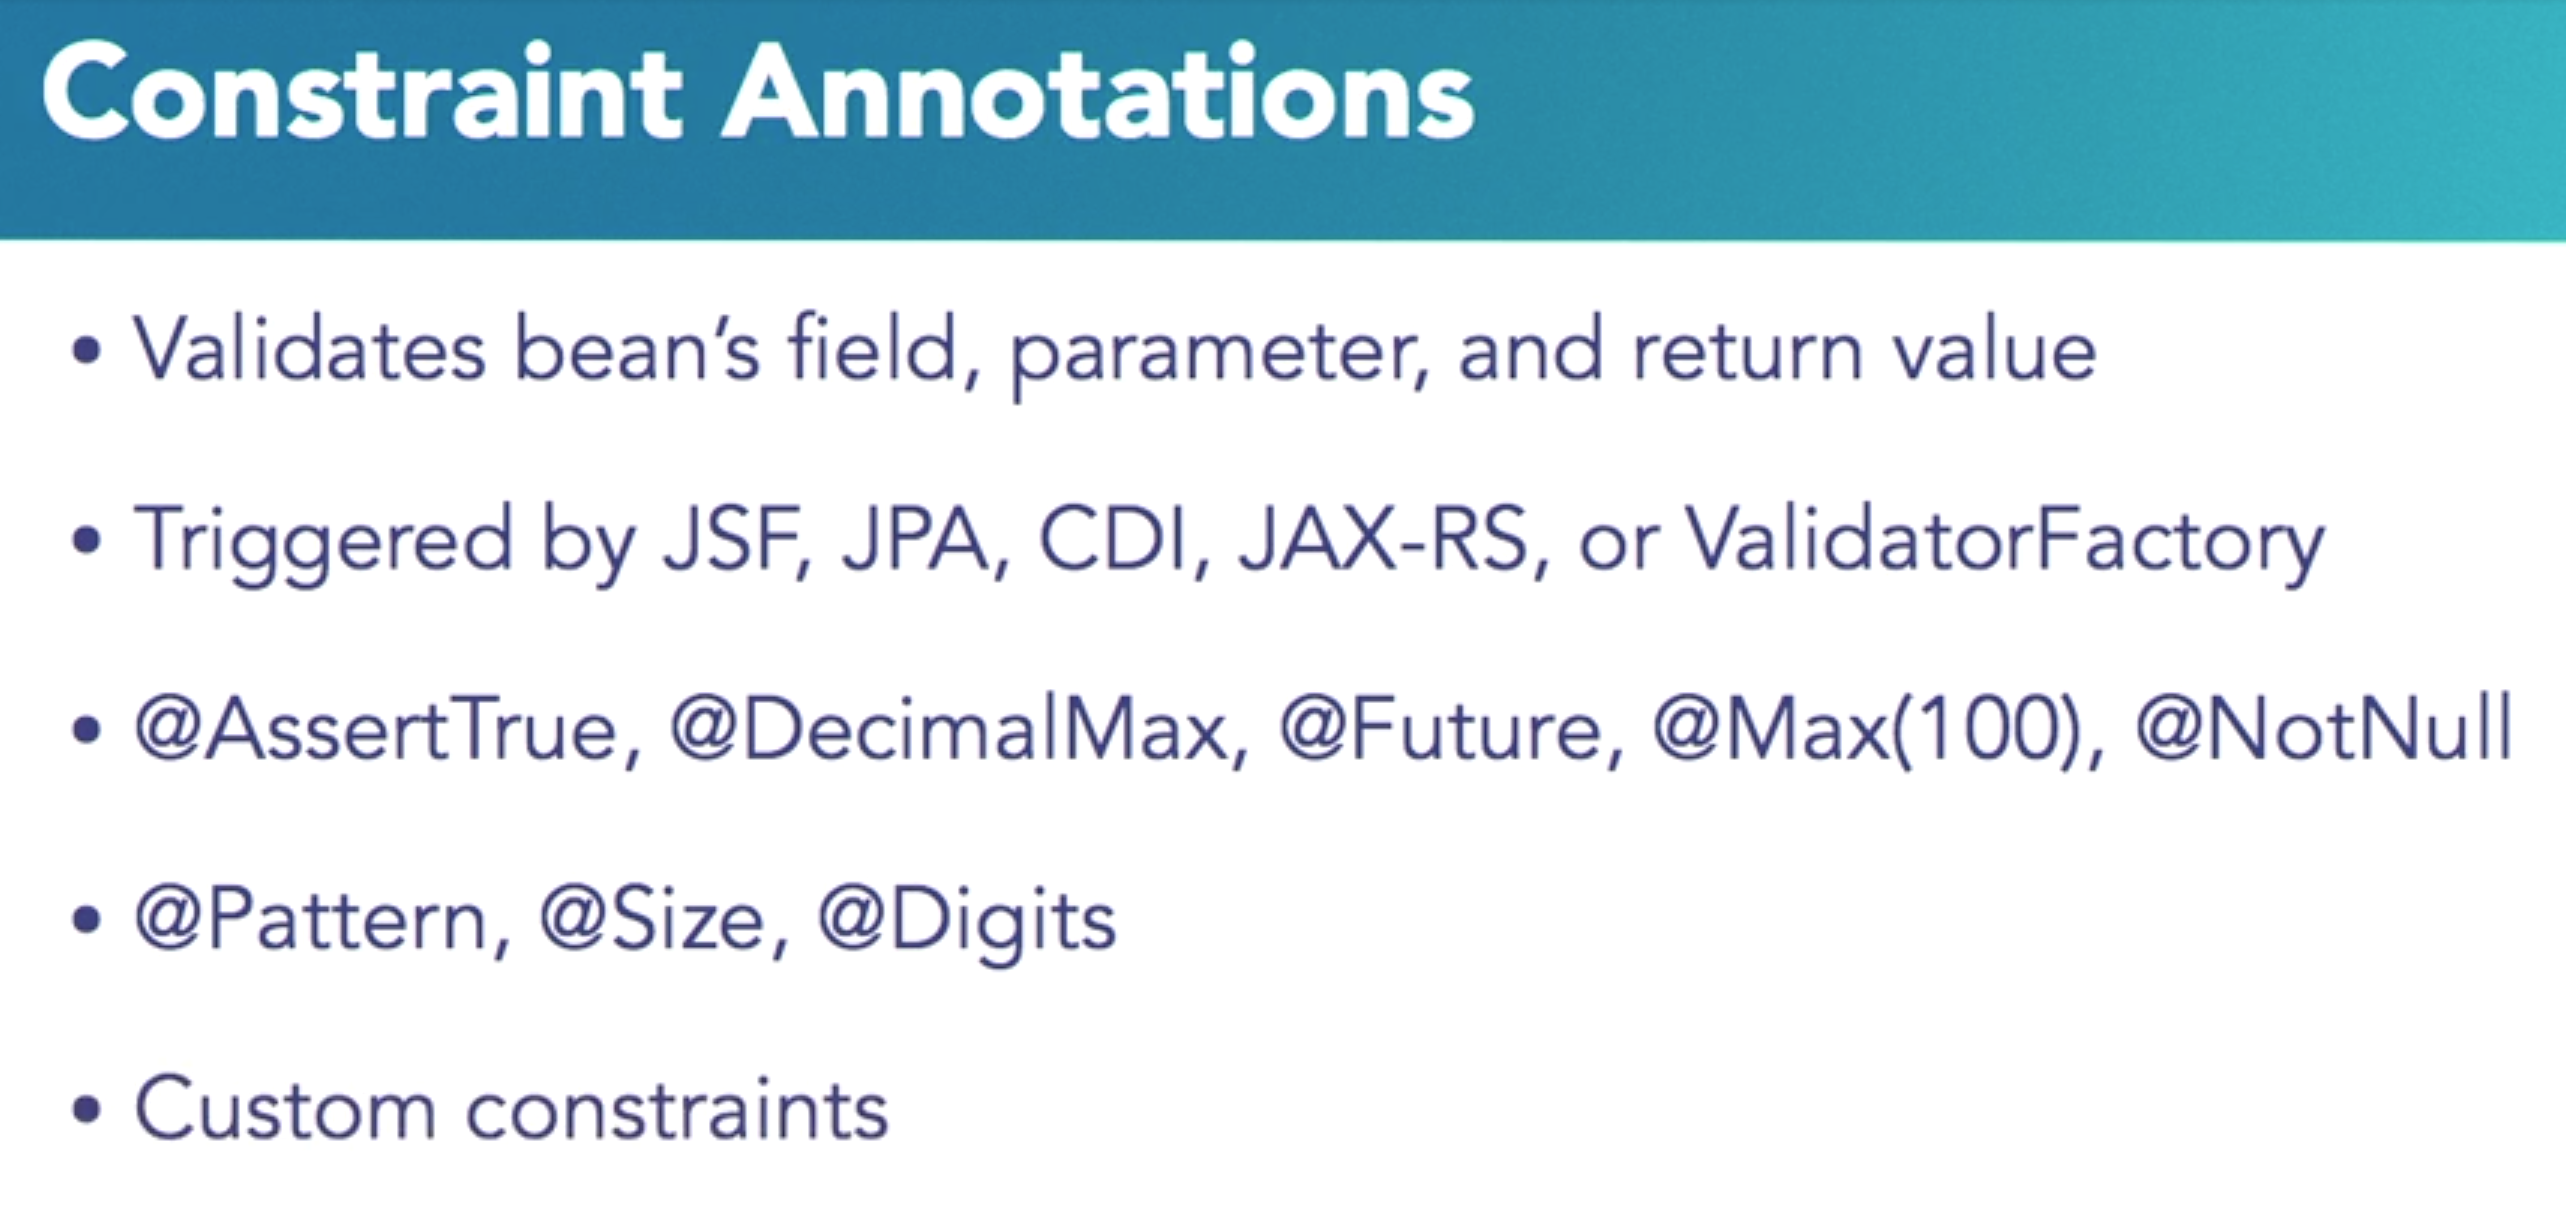 Constraint Annotations
• Validates bean’s field, parameter, and return value
• Triggered by JSF, JPA, CDI, JAX-RS, or ValidatorFactory
• @AssertTrue, @DecimalMax, @Future, @Max(100), @NotNull
• @Pattern, @Size, @Digits
• Custom constraints